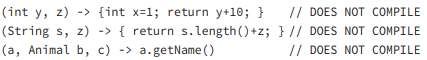 (int y, z) -> {int x=1; return y+10; }   // DOES NOT COMPILE
(String s, z) -> { return s.length()+z; } // DOES NOT COMPILE
(a, Animal b, c) -> a.getName()          // DOES NOT COMPILE